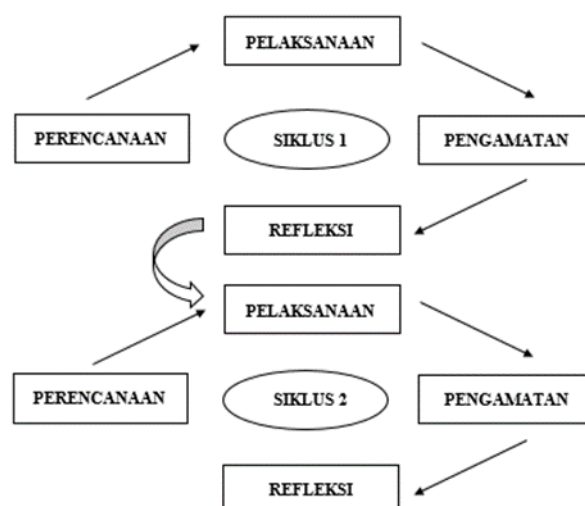 PELAKSANAAN
PERENCANAAN
SIKLUS 1
PENGAMATAN
REFLEKSI
PELAKSANAAN
PERENCANAAN
SIKLUS 2
PENGAMATAN
REFLEKSI